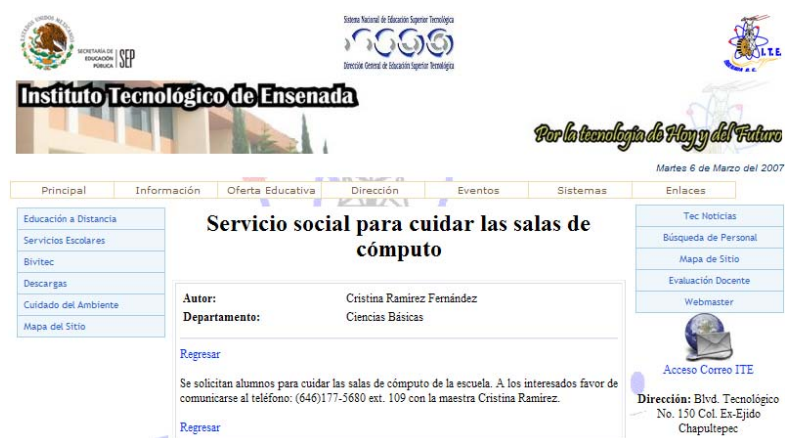 SECRETARÍA DE
EDUCACIÓN
PÚBLICA
SEP
Sistema Nacional de Educación Superior Tecnológica
Dirección General de Educación Superior Tecnológica
I.T.E.
Instituto Tecnológico de Ensenada
Por la tecnología de Hoy y del Futuro
Martes 6 de Marzo del 2007
Principal Información Oferta Educativa Dirección Eventos Sistemas Enlaces
Educación a Distancia
Servicios Escolares
Bivitec
Descargas
Cuidado del Ambiente
Mapa del Sitio
Servicio social para cuidar las salas de
cómputo
Autor: Cristina Ramírez Fernández
Departamento: Ciencias Básicas
Regresar
Se solicitan alumnos para cuidar las salas de cómputo de la escuela. A los interesados favor de
comunicarse al teléfono: (646)177-5680 ext. 109 con la maestra Cristina Ramírez.
Regresar
Tec Noticias
Búsqueda de Personal
Mapa de Sitio
Evaluación Docente
Webmaster
Acceso Correo ITE
Dirección: Blvd. Tecnológico
No. 150 Col. Ex-Ejido
Chapultepec